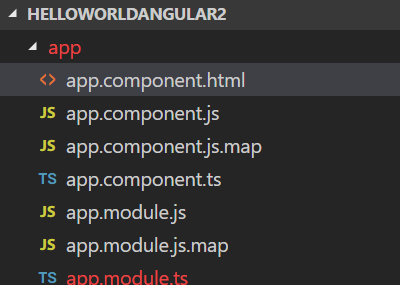 HELLOWORLDANGULAR2
app
<> app.component.html
JS app.component.js
JS app.component.js.map
TS app.component.ts
JS app.module.js
JS app.module.js.map
TS app.module.ts